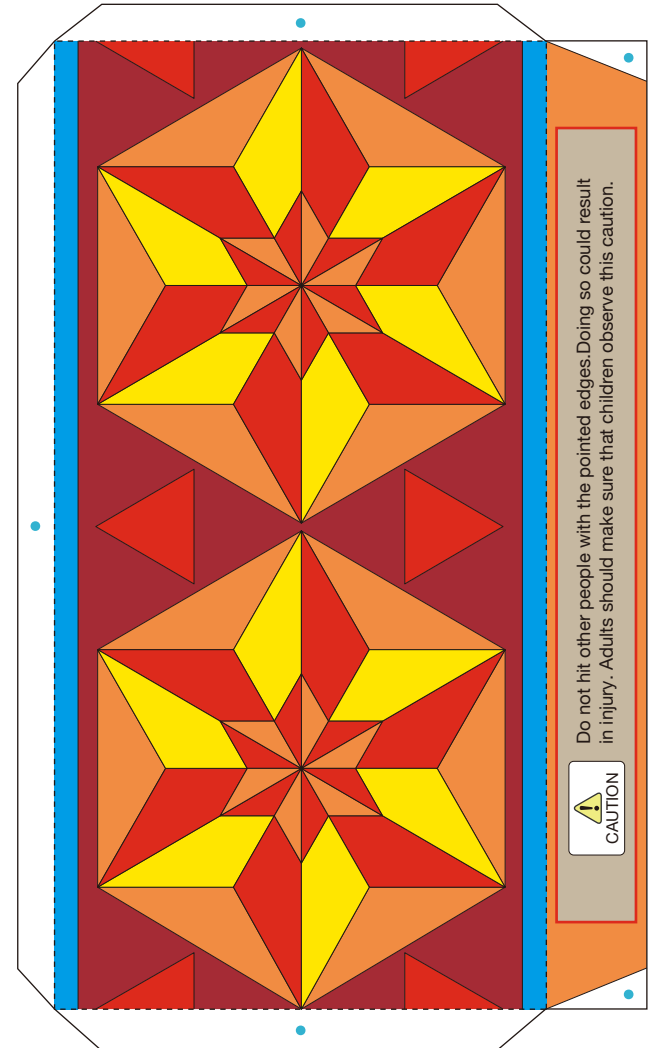 CAUTION
Do not hit other people with the pointed edges.Doing so could result
in injury. Adults should make sure that children observe this caution.